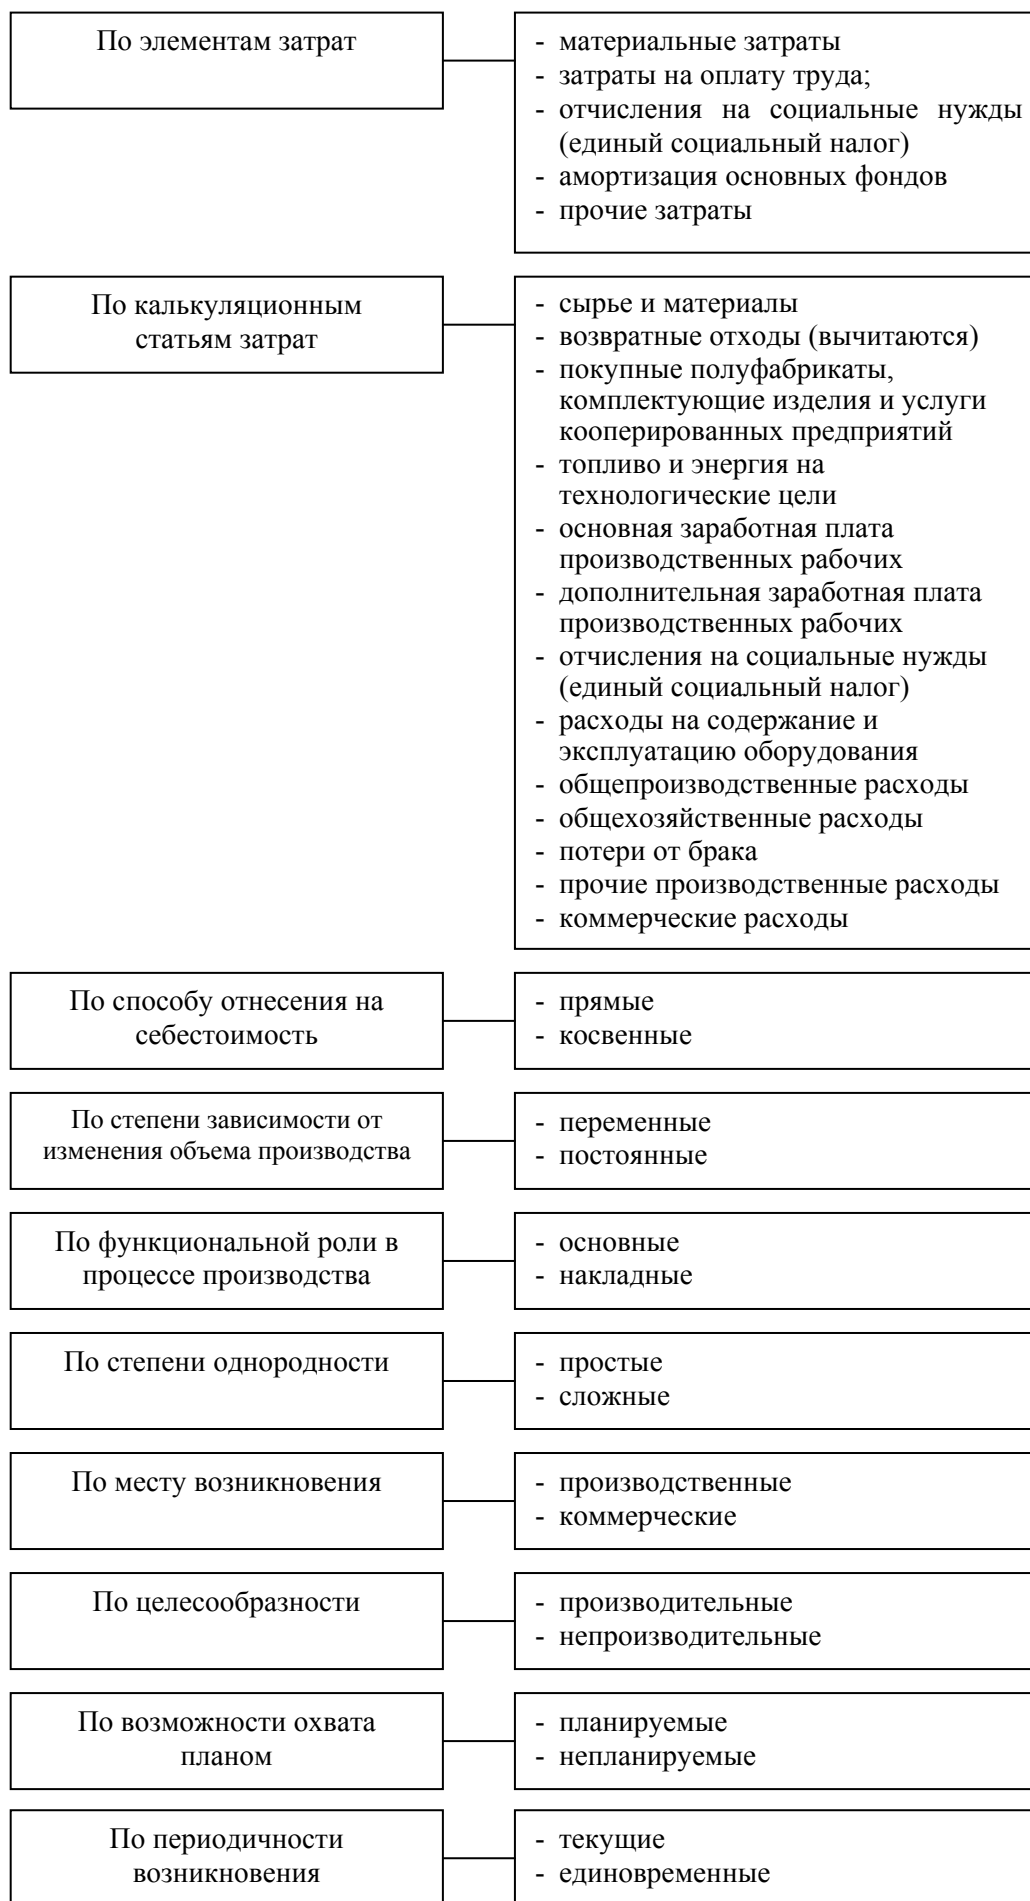 По элементам затрат
- материальные затраты
- затраты на оплату труда;
- отчисления на социальные нужды
(единый социальный налог)
- амортизация основных фондов
- прочие затраты
По калькуляционным
статьям затрат
- сырье и материалы
- возвратные отходы (вычитаются)
- покупные полуфабрикаты,
комплектующие изделия и услуги
кооперированных предприятий
- топливо и энергия на
технологические цели
- основная заработная плата
производственных рабочих
- дополнительная заработная плата
производственных рабочих
- отчисления на социальные нужды
(единый социальный налог)
- расходы на содержание и
эксплуатацию оборудования
- общепроизводственные расходы
- общехозяйственные расходы
- потери от брака
- прочие производственные расходы
- коммерческие расходы
По способу отнесения на
себестоимость
- прямые
- косвенные
По степени зависимости от
изменения объема производства
- переменные
- постоянные
По функциональной роли в
процессе производства
- основные
- накладные
По степени однородности
- простые
- сложные
По месту возникновения
- производственные
- коммерческие
По целесообразности
- производительные
- непроизводительные
По возможности охвата
планом
- планируемые
- непланируемые
По периодичности
возникновения
- текущие
- единовременные